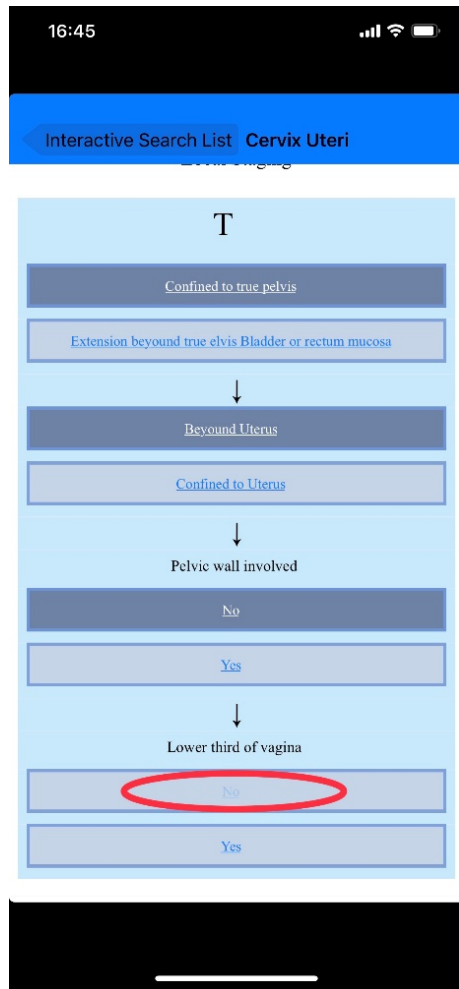 16:45
Interactive Search List Cervix Uteri
T
Confined to true pelvis
Extension beyound true elvis Bladder or rectum mucosa
↓
Beyound Uterus
Confined to Uterus
↓
Pelvic wall involved
No
Yes
↓
Lower third of vagina
No
Yes